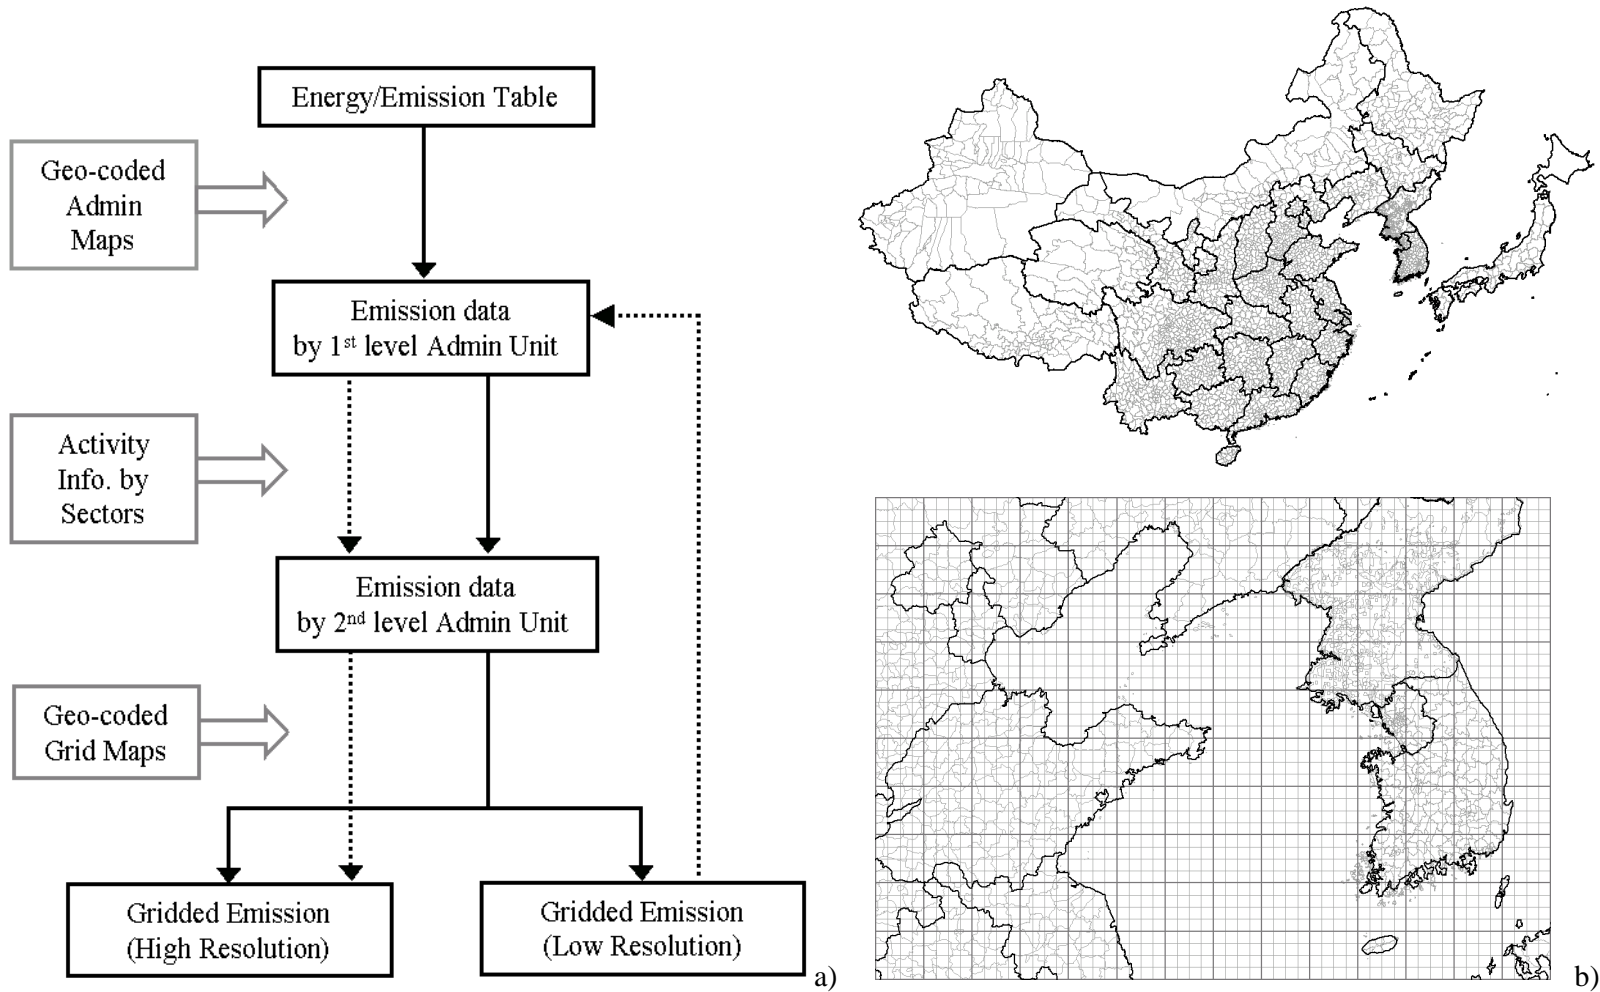 Energy/Emission Table
Geo-coded
Admin
Maps
Emission data
by 1st level Admin Unit
Activity
Info. by
Sectors
Emission data
by 2nd level Admin Unit
Geo-coded
Grid Maps
Gridded Emission
(High Resolution)
Gridded Emission
(Low Resolution)
a)
b)